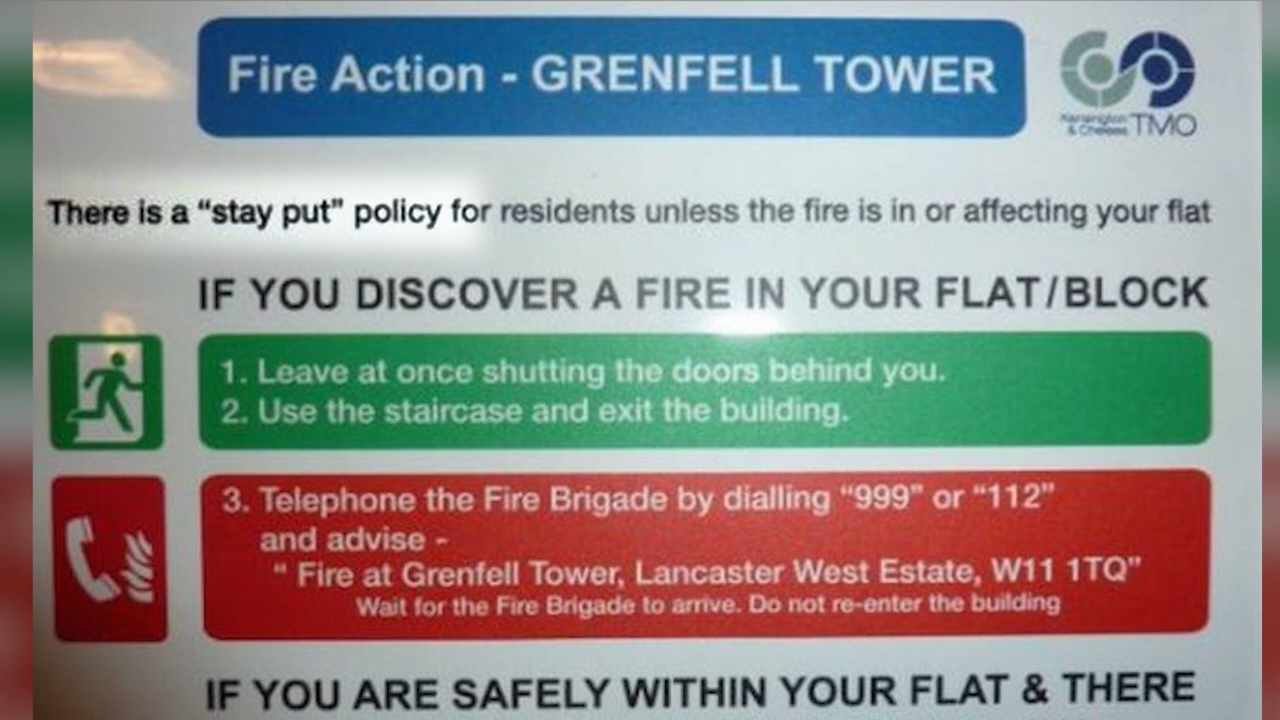 Fire Action - GRENFELL TOWER
Kensington
& Chelsea TMO
There is a “stay put” policy for residents unless the fire is in or affecting your flat
IF YOU DISCOVER A FIRE IN YOUR FLAT/BLOCK
1. Leave at once shutting the doors behind you.
2. Use the staircase and exit the building.
3. Telephone the Fire Brigade by dialling “999” or “112”
and advise -
“ Fire at Grenfell Tower, Lancaster West Estate, W11 1TQ”
Wait for the Fire Brigade to arrive. Do not re-enter the building
IF YOU ARE SAFELY WITHIN YOUR FLAT & THERE